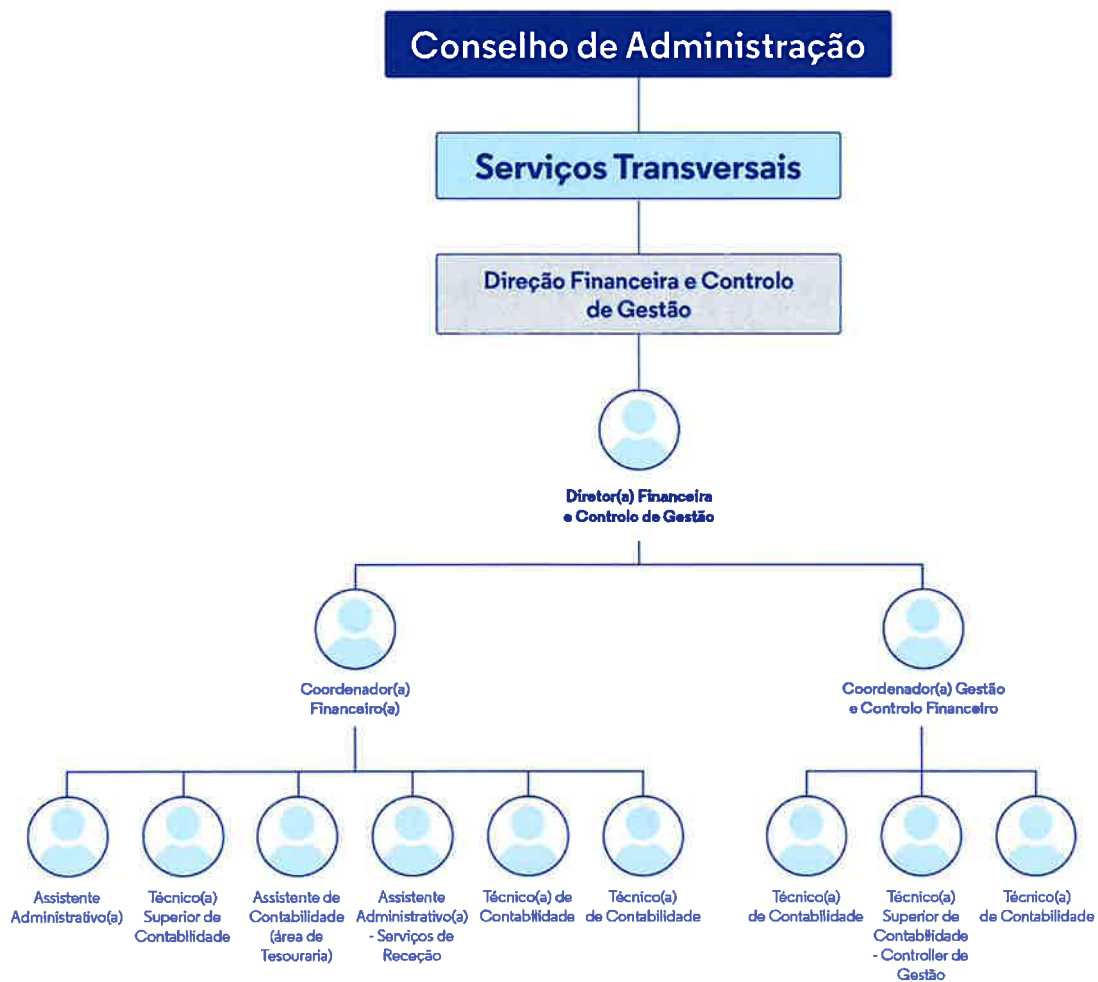 Conselho de Administração
Serviços Transversais
Direção Financeira e Controlo
de Gestão
Diretor(a) Financeira
e Controlo de Gestão
Coordenador(a)
Financeiro(a)
Coordenador(a) Gestão
e Controlo Financeiro
Assistente
Administrativo(a)
Técnico(a)
Superior de
Contabilidade
Assistente de
Contabilidade
(área de
Tesouraria)
Assistente
Administrativo(a)
- Serviços de
Receção
Técnico(a) de
Contabilidade
Técnico(a)
de Contabilidade
Técnico(a)
de Contabilidade
Técnico(a)
Superior de
Contabilidade
- Controller de
Gestão
Técnico(a)
de Contabilidade